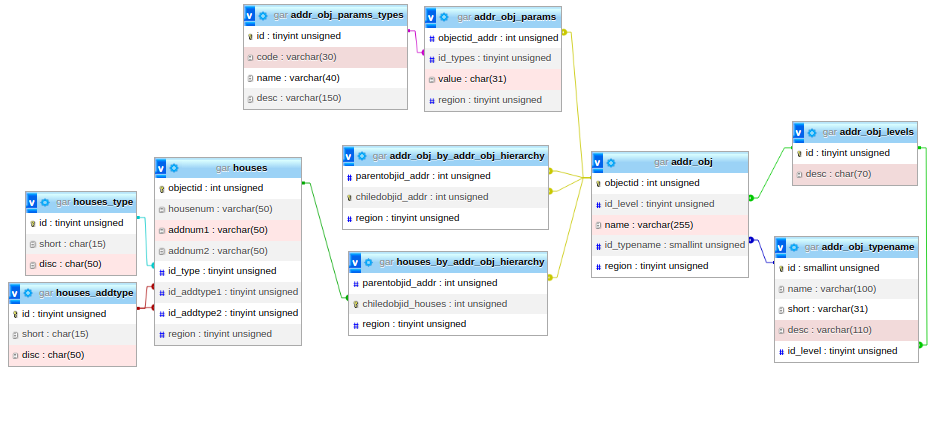 gar addr_obj_params_types
id : tinyint unsigned
code : varchar(30)
name : varchar(40)
desc : varchar(150)
gar addr_obj_params
objectid_addr : int unsigned
id_types : tinyint unsigned
value : char(31)
region : tinyint unsigned
gar addr_obj_levels
id : tinyint unsigned
desc : char(70)
gar addr_obj_by_addr_obj_hierarchy
parentobjid_addr : int unsigned
chiledobjid_addr : int unsigned
region : tinyint unsigned
gar addr_obj
objectid : int unsigned
id_level : tinyint unsigned
name : varchar(255)
id_typename : smallint unsigned
region : tinyint unsigned
gar houses
objectid : int unsigned
housenum : varchar(50)
addnum1 : varchar(50)
addnum2 : varchar(50)
id_type : tinyint unsigned
id_addtype1 : tinyint unsigned
id_addtype2 : tinyint unsigned
region : tinyint unsigned
gar houses_type
id : tinyint unsigned
short : char(15)
disc : char(50)
gar addr_obj_typename
id : smallint unsigned
name : varchar(100)
short : varchar(31)
desc : varchar(110)
id_level : tinyint unsigned
gar houses_by_addr_obj_hierarchy
parentobjid_addr : int unsigned
chiledobjid_houses : int unsigned
region : tinyint unsigned
gar houses_addtype
id : tinyint unsigned
short : char(15)
disc : char(50)